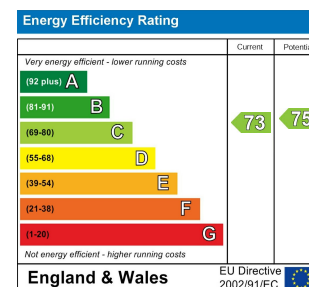 Energy Efficiency Rating
Current Potentia
Very energy efficient - lower running costs
(92 plus) A
(81-91) B
(69-80) C
73 75
(55-68) D
(39-54) E
(21-38) F
(1-20) G
Not energy efficient - higher running costs
England & Wales
EU Directive
2002/91/EC